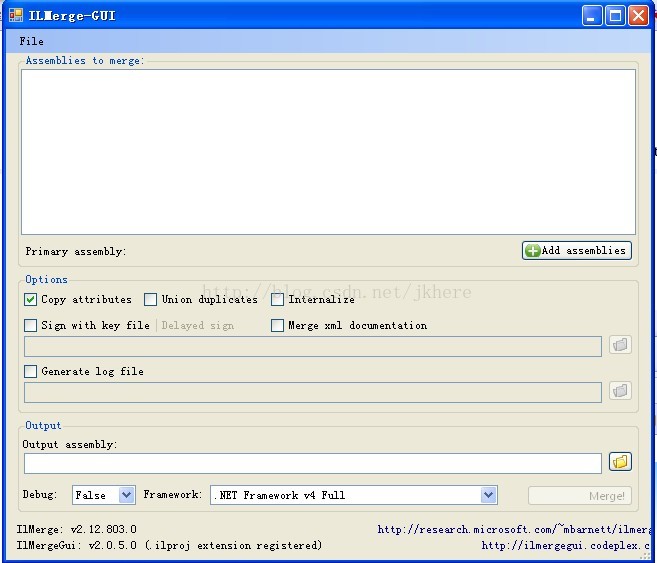 ILMerge-GUI
File
Assemblies to merge:
Primary assembly:
Add assemblies
Options
http://blog.csdn.net/jkhere
Copy attributes
Union duplicates
Internalize
Sign with key file
Delayed sign
Merge xml documentation
Generate log file
Output
Output assembly:
Debug:
False
Framework:
.NET Framework v4 Full
Merge!
IlMerge: v2.12.803.0
http://research.microsoft.com/~mbarnett/ilmerg
IlMergeGui: v2.0.5.0 (.ilproj extension registered)
http://ilmergegui.codeplex.c